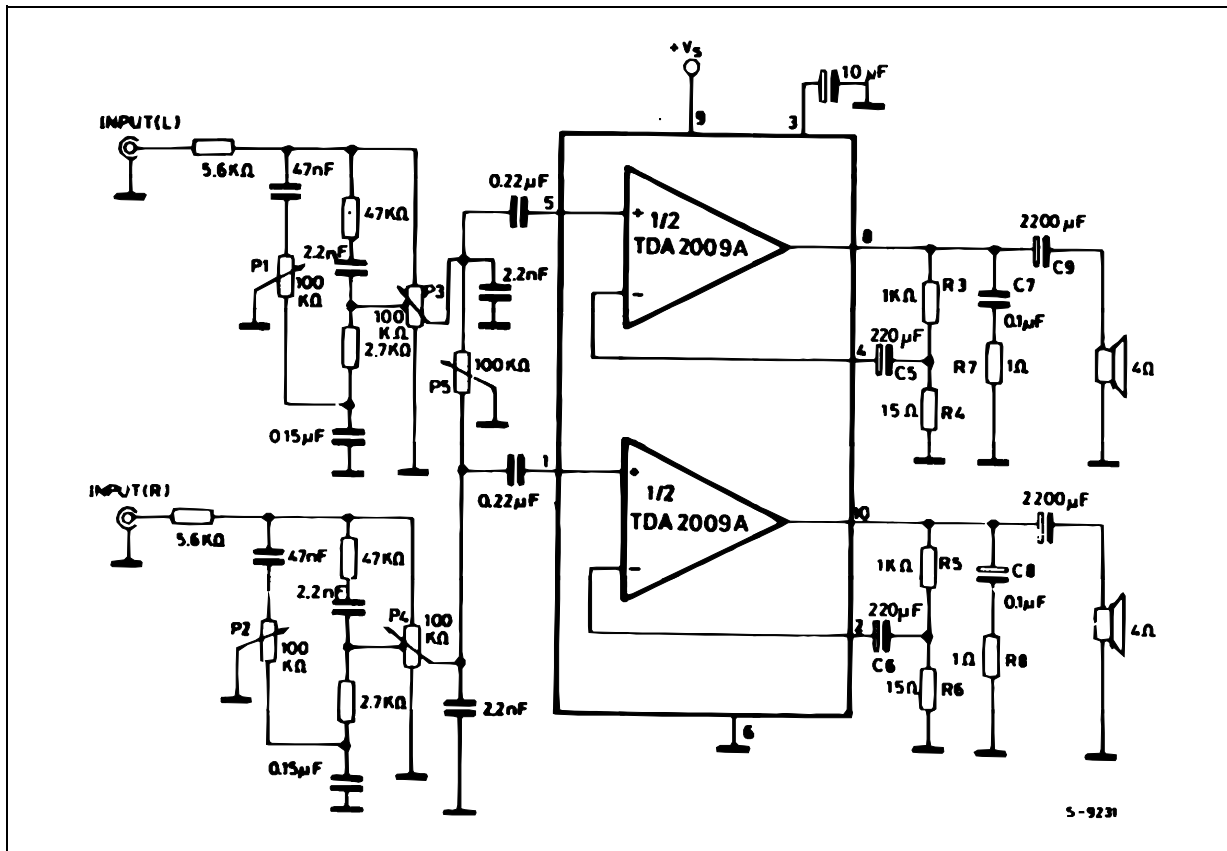 +Vs
10 µF
9
3
INPUT(L)
5.6KΩ
47nF
0.22µF
5
47KΩ
2.2nF
P1
100
KΩ
P3
100
KΩ
2.7KΩ
2.2nF
0.15µF
100KΩ
P5
+
1/2
TDA 2009A
−
8
2200µF
C9
R3
1KΩ
C7
0.1µF
220µF
4
C5
R7
1Ω
15Ω
R4
4Ω
INPUT(R)
5.6KΩ
47nF
47KΩ
2.2nF
P2
100
KΩ
P4
100
KΩ
2.7KΩ
0.15µF
2.2nF
0.22µF
1
+
1/2
TDA 2009A
−
10
2200µF
1KΩ
R5
C8
0.1µF
220µF
2
C6
15Ω
R6
1Ω
R8
4Ω
6
S-9231